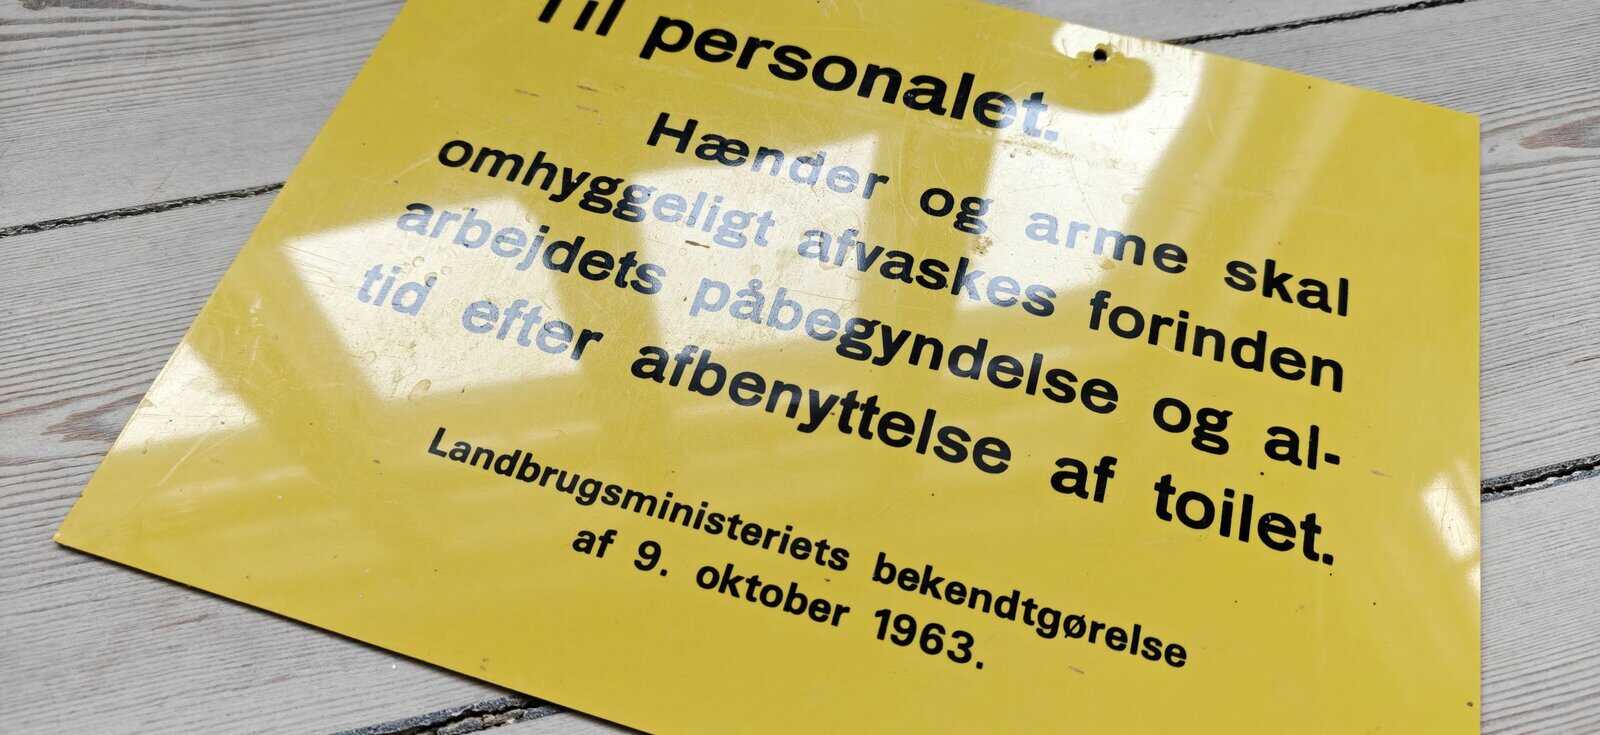 Til personalet.
Hænder og arme skal
omhyggeligt afvaskes forinden
arbejdets påbegyndelse og al-
tid efter afbenyttelse af toilet.
Landbrugsministeriets bekendtgørelse
af 9. oktober 1963.